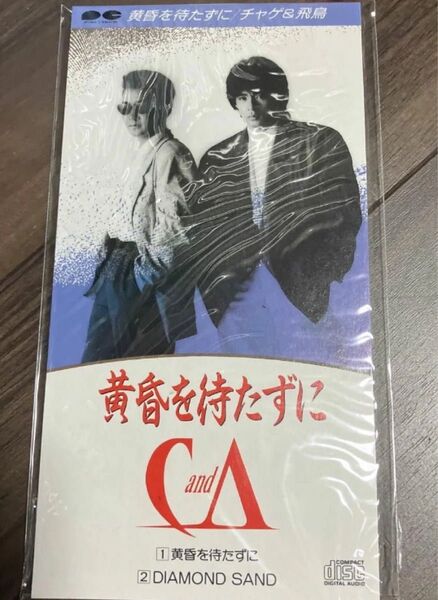 黄昏を待たずに/チャゲ&飛鳥
黄昏を待たずに
C and A
1 黄昏を待たずに
2 DIAMOND SAND
COMPACT
disc
DIGITAL AUDIO